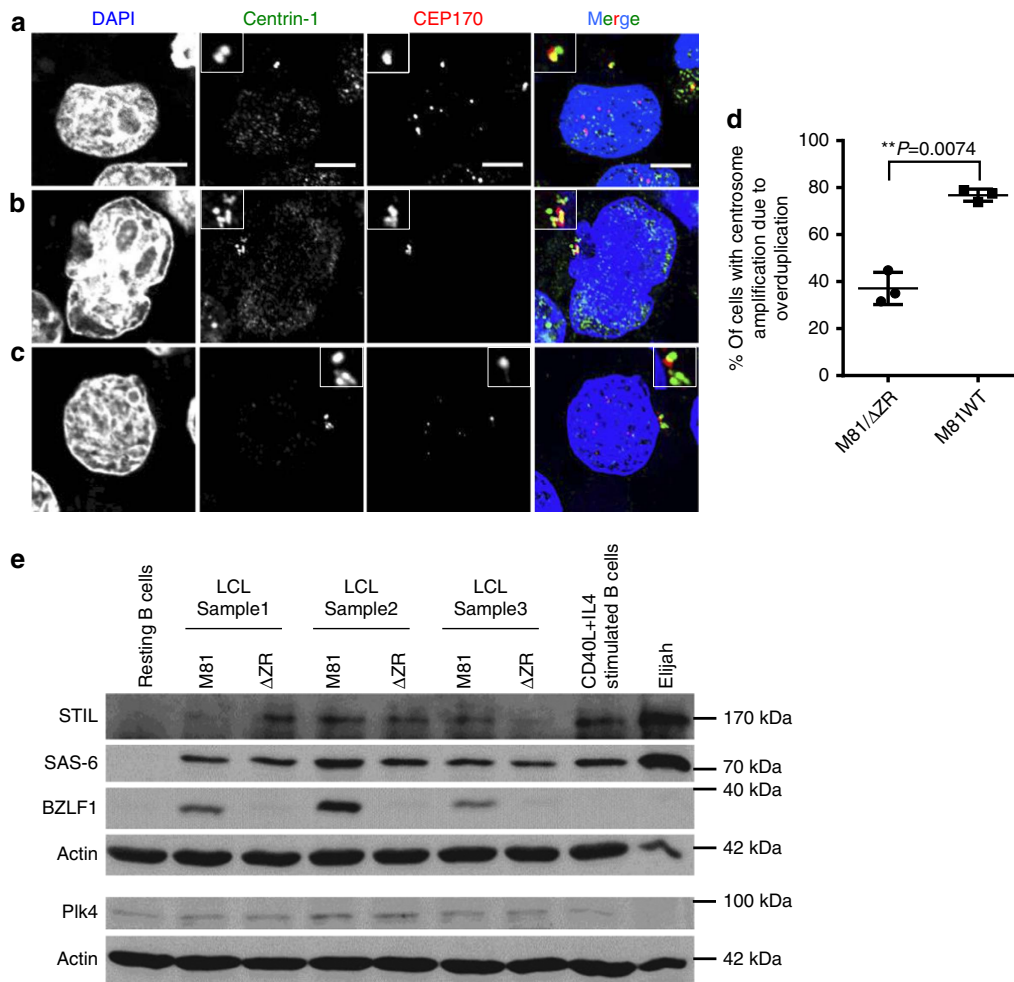 a
DAPI
Centrin-1
CEP170
Merge
b
c
d
% Of cells with centrosome
amplification due to
overduplication
100
80
60
40
20
0
**P=0.0074
M81/ΔZR
M81WT
e
Resting B cells
LCL
Sample1
M81
ΔZR
LCL
Sample2
M81
ΔZR
LCL
Sample3
M81
ΔZR
CD40L+IL4
stimulated B cells
Elijah
STIL
170 kDa
SAS-6
70 kDa
BZLF1
40 kDa
Actin
42 kDa
Plk4
100 kDa
Actin
42 kDa